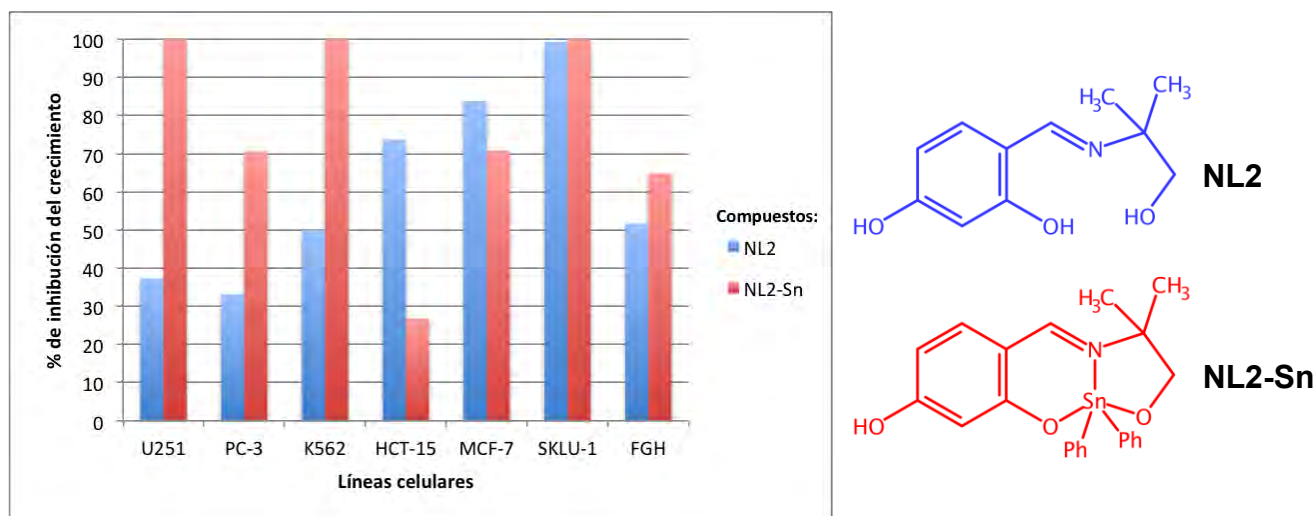 % de inhibución del crecimiento
100
90
80
70
60
50
40
30
20
10
0
U251 PC-3 K562 HCT-15 MCF-7 SKLU-1 FGH
Líneas celulares
Compuestos:
NL2
NL2-Sn
H₃C CH₃
N
HO OH HO
NL2
H₃C CH₃
N
Sn
HO O O
Ph Ph
NL2-Sn